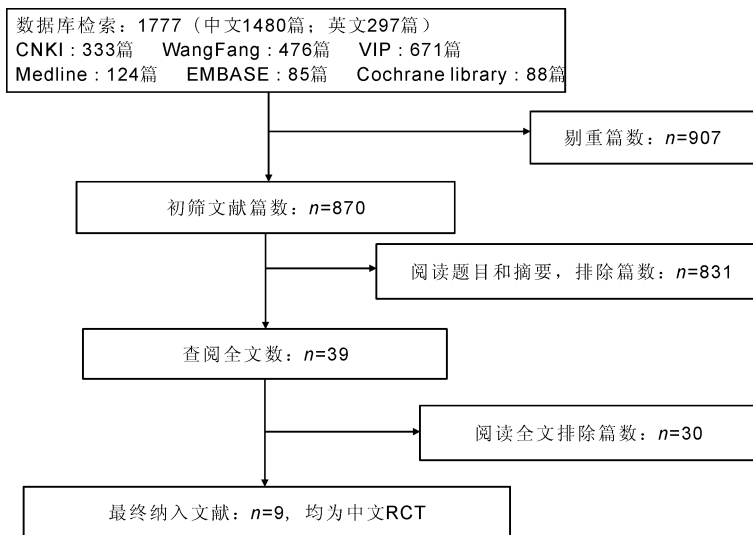 数据库检索：1777（中文1480篇；英文297篇）
CNKI：333篇 WangFang：476篇 VIP：671篇
Medline：124篇 EMBASE：85篇 Cochrane library：88篇
剔重篇数：n=907
初筛文献篇数：n=870
阅读题目和摘要，排除篇数：n=831
查阅全文数：n=39
阅读全文排除篇数：n=30
最终纳入文献：n=9，均为中文RCT